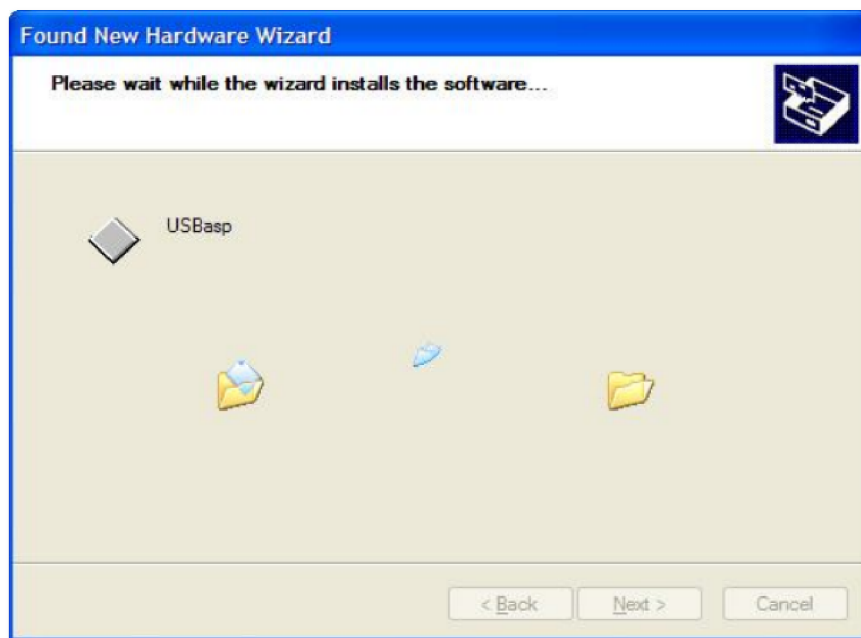 Found New Hardware Wizard
Please wait while the wizard installs the software...
USBasp
< Back Next > Cancel